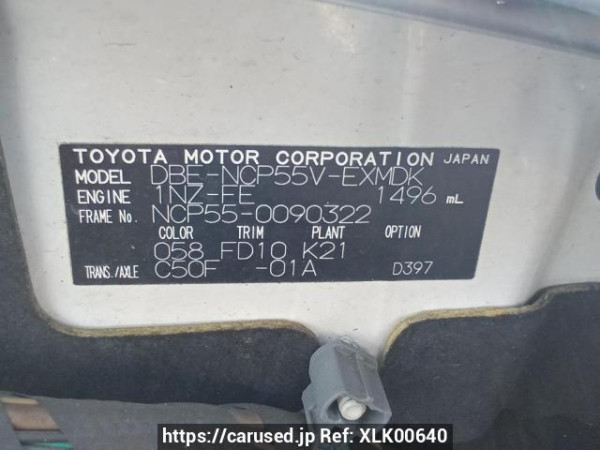 TOYOTA MOTOR CORPORATION JAPAN
MODEL DBE-NCP55V-EXMDK
ENGINE 1NZ-FE 1496 mL
FRAME No. NCP55-0090322
COLOR TRIM PLANT OPTION
058 FD10 K21
TRANS./AXLE C50F -01A D397
https://carused.jp Ref: XLK00640